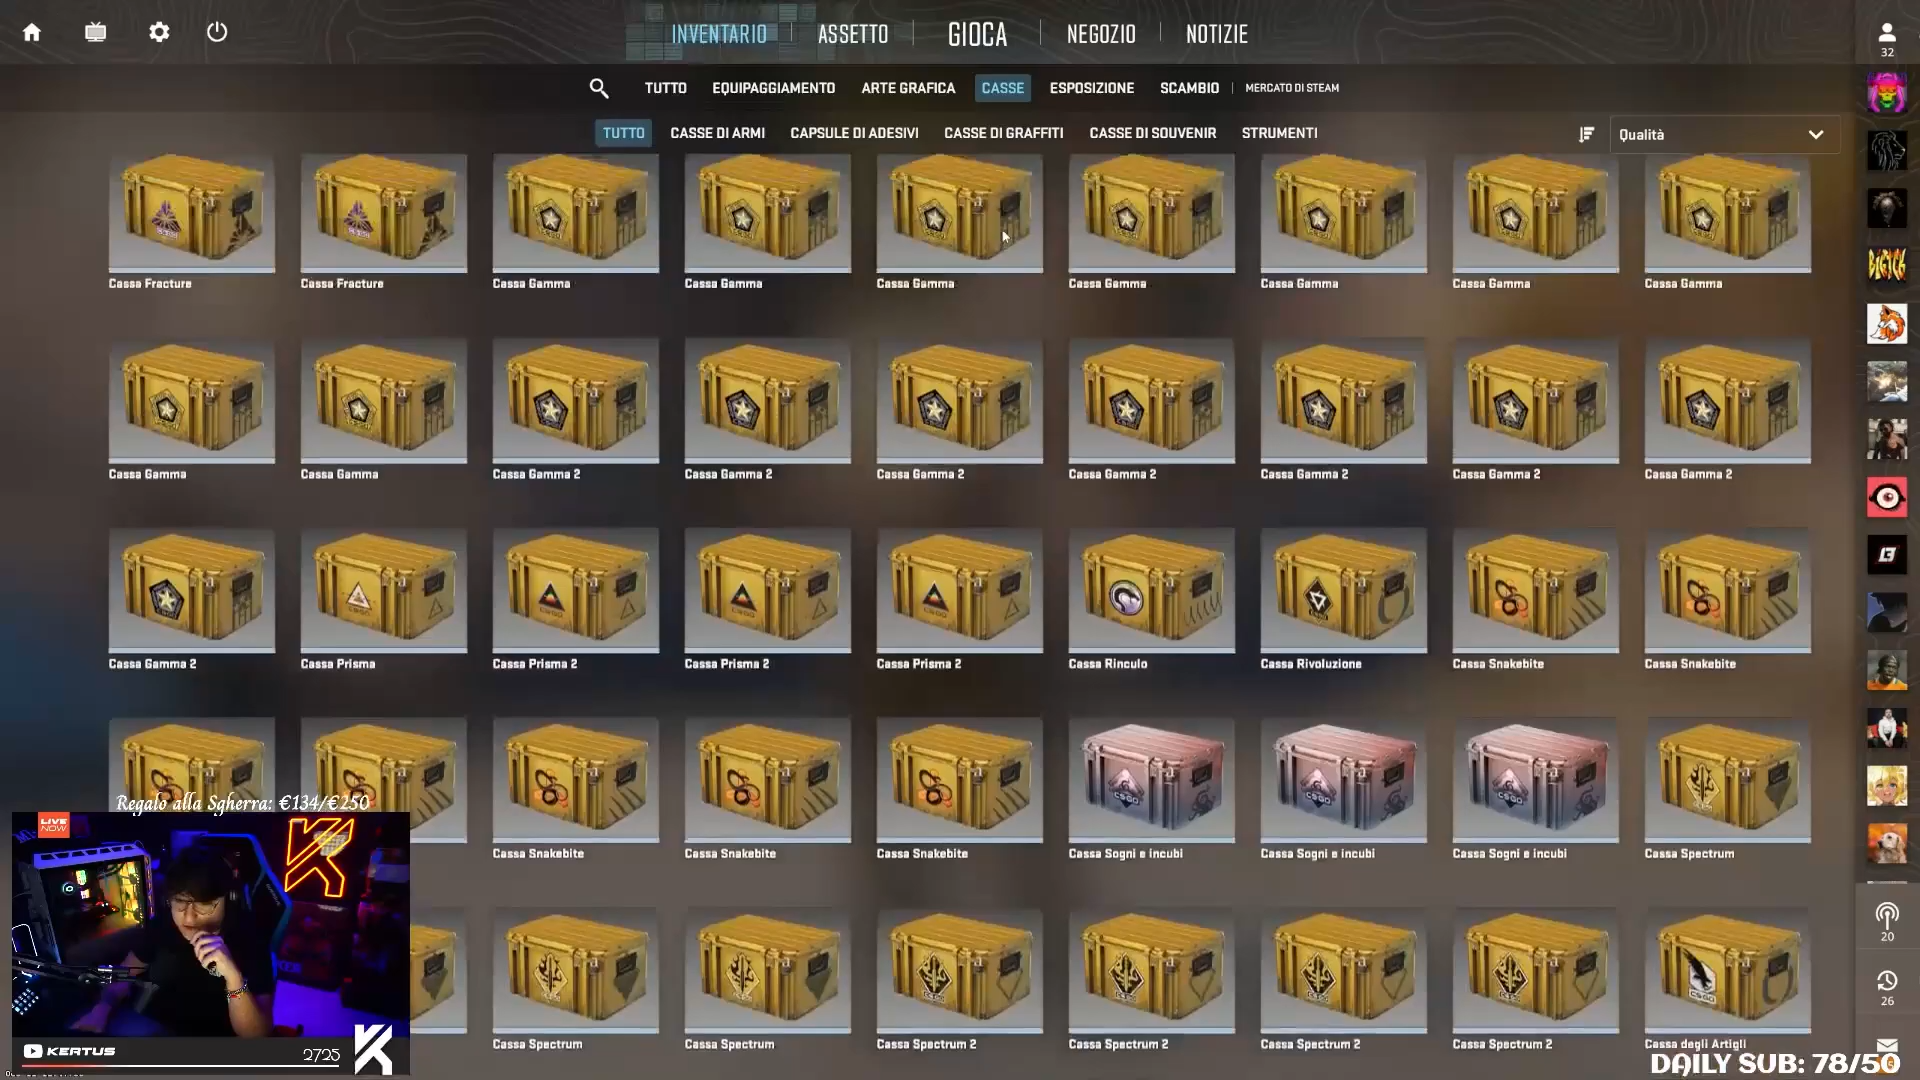 INVENTARIO ASSETTO GIOCA NEGOZIO NOTIZIE
32
TUTTO EQUIPAGGIAMENTO ARTE GRAFICA CASSE ESPOSIZIONE SCAMBIO MERCATO DI STEAM
TUTTO CASSE DI ARMI CAPSULE DI ADESIVI CASSE DI GRAFFITI CASSE DI SOUVENIR STRUMENTI Qualità
Cassa Fracture Cassa Fracture Cassa Gamma Cassa Gamma Cassa Gamma Cassa Gamma Cassa Gamma Cassa Gamma Cassa Gamma
Cassa Gamma Cassa Gamma Cassa Gamma 2 Cassa Gamma 2 Cassa Gamma 2 Cassa Gamma 2 Cassa Gamma 2 Cassa Gamma 2 Cassa Gamma 2
Cassa Gamma 2 Cassa Prisma Cassa Prisma 2 Cassa Prisma 2 Cassa Prisma 2 Cassa Rinculo Cassa Rivoluzione Cassa Snakebite Cassa Snakebite
Regalo alla Sgherra: €134/€250
LIVE NOW
Cassa Snakebite Cassa Snakebite Cassa Snakebite Cassa Sogni e incubi Cassa Sogni e incubi Cassa Sogni e incubi Cassa Spectrum
20
26
Cassa Spectrum Cassa Spectrum Cassa Spectrum 2 Cassa Spectrum 2 Cassa Spectrum 2 Cassa Spectrum 2 Cassa degli Artigli
KERTUS 2725 K
DAILY SUB: 78/50